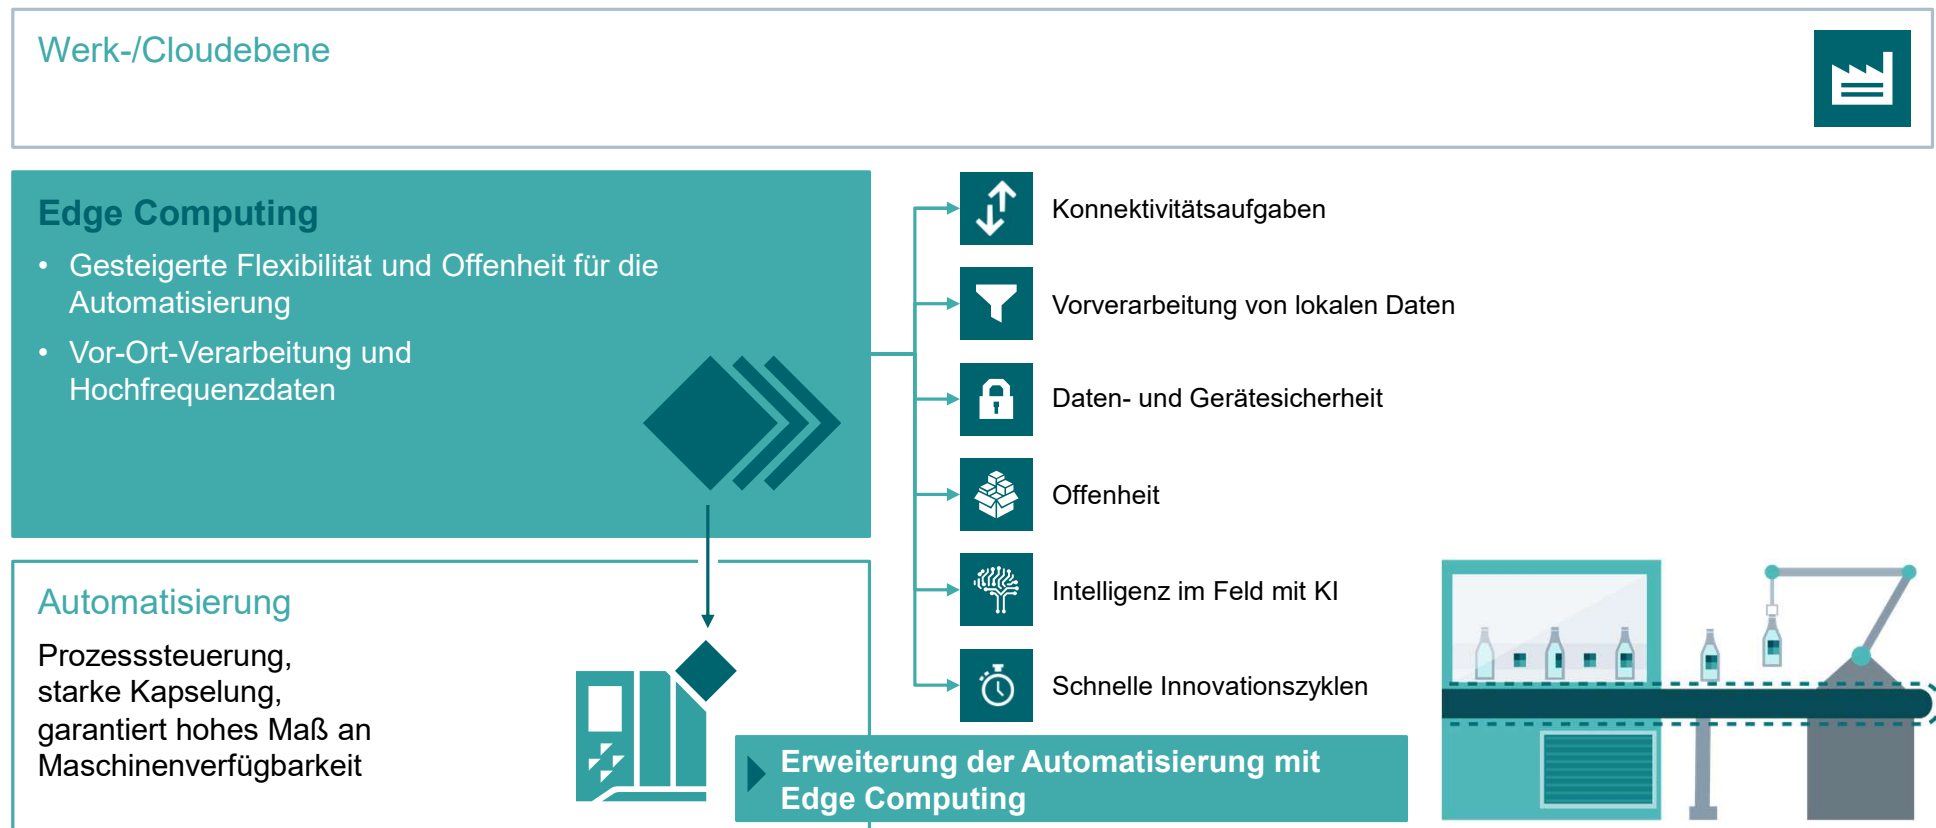 Werk-/Cloudebene
Edge Computing
• Gesteigerte Flexibilität und Offenheit für die
Automatisierung
• Vor-Ort-Verarbeitung und
Hochfrequenzdaten
Konnektivitätsaufgaben
Vorverarbeitung von lokalen Daten
Daten- und Gerätesicherheit
Offenheit
Intelligenz im Feld mit KI
Schnelle Innovationszyklen
Automatisierung
Prozesssteuerung,
starke Kapselung,
garantiert hohes Maß an
Maschinenverfügbarkeit
Erweiterung der Automatisierung mit
Edge Computing